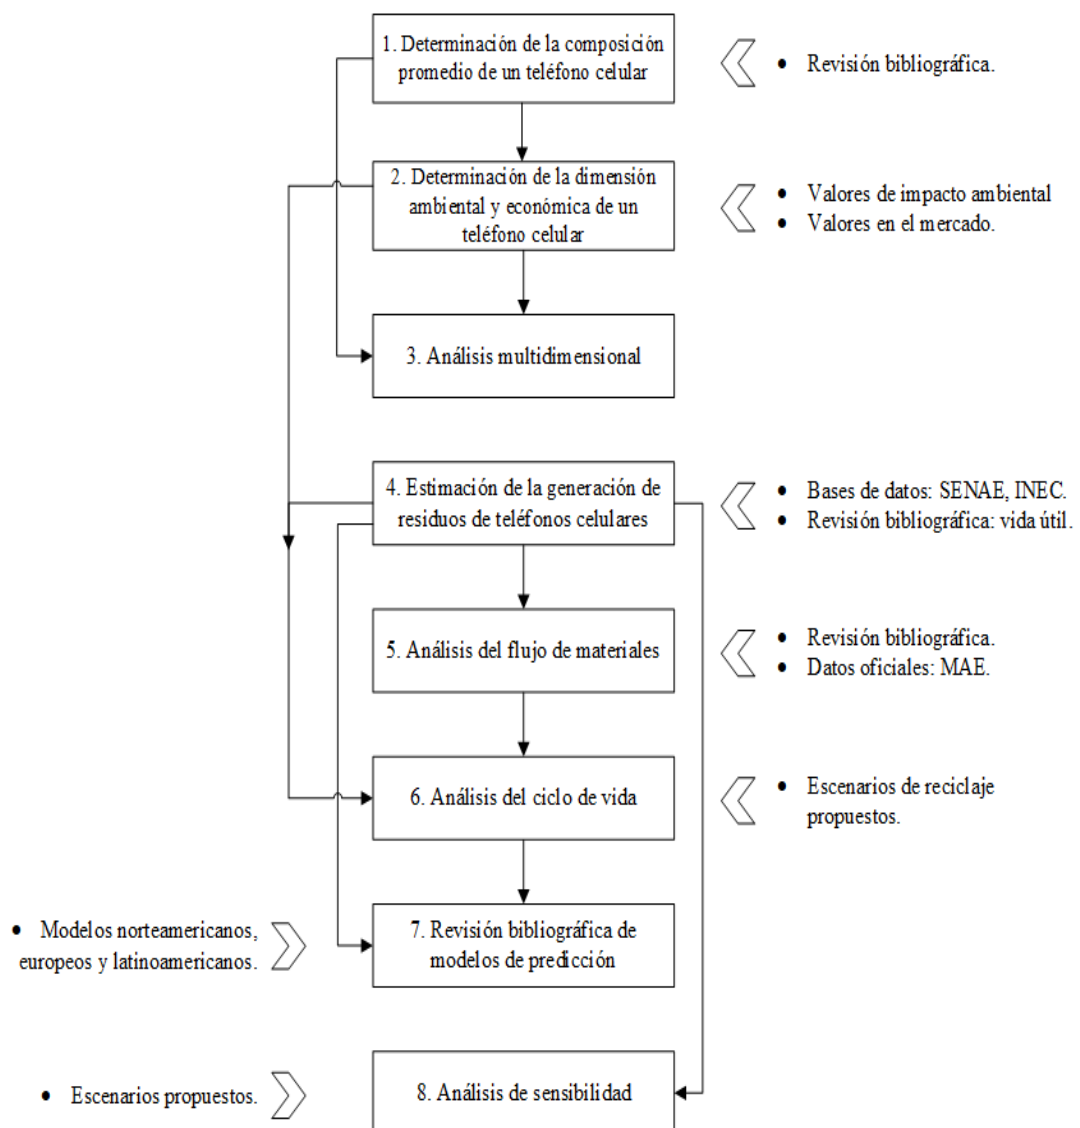 1. Determinación de la composición
promedio de un teléfono celular
• Revisión bibliográfica.
2. Determinación de la dimensión
ambiental y económica de un
teléfono celular
• Valores de impacto ambiental
• Valores en el mercado.
3. Análisis multidimensional
4. Estimación de la generación de
residuos de teléfonos celulares
• Bases de datos: SENAE, INEC.
• Revisión bibliográfica: vida útil.
5. Análisis del flujo de materiales
• Revisión bibliográfica.
• Datos oficiales: MAE.
6. Análisis del ciclo de vida
• Escenarios de reciclaje
propuestos.
• Modelos norteamericanos,
europeos y latinoamericanos.
7. Revisión bibliográfica de
modelos de predicción
• Escenarios propuestos.
8. Análisis de sensibilidad